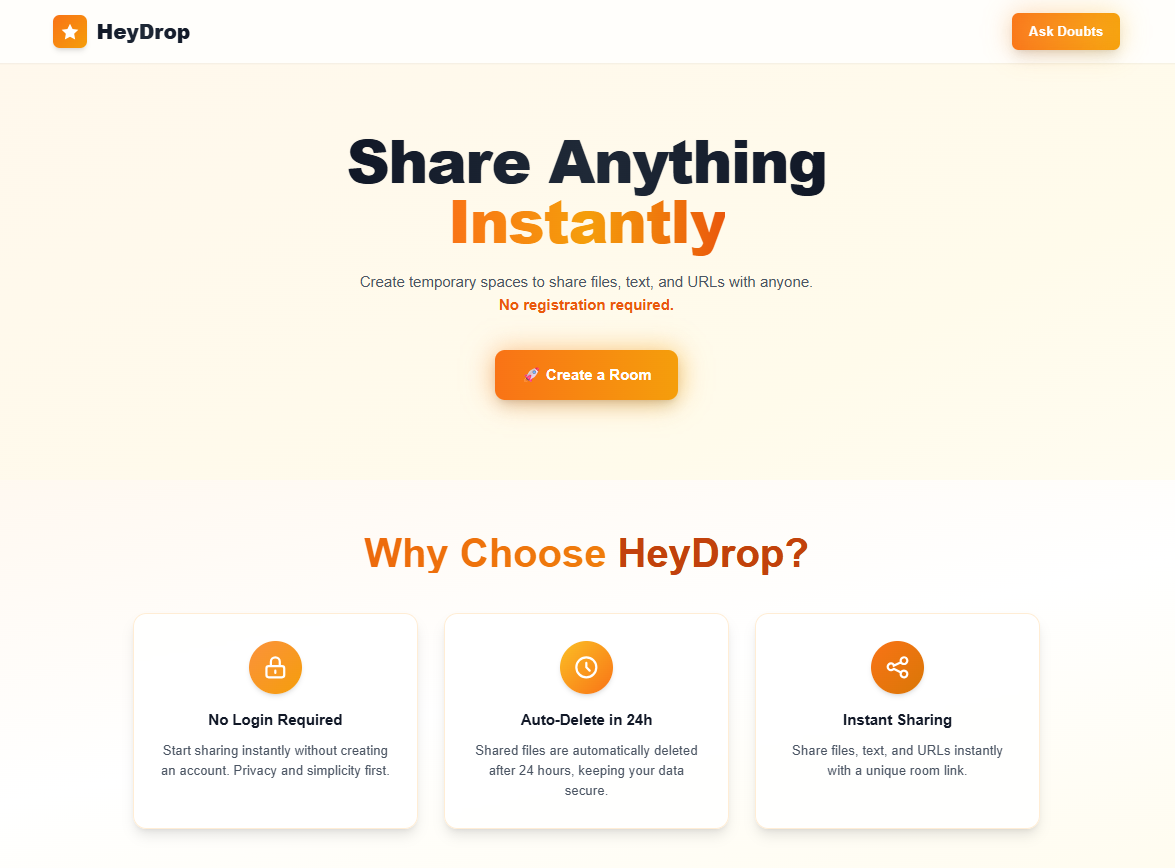 HeyDrop
Ask Doubts
Share Anything
Instantly
Create temporary spaces to share files, text, and URLs with anyone.
No registration required.
🚀 Create a Room
Why Choose HeyDrop?
No Login Required
Start sharing instantly without creating
an account. Privacy and simplicity first.
Auto-Delete in 24h
Shared files are automatically deleted
after 24 hours, keeping your data
secure.
Instant Sharing
Share files, text, and URLs instantly
with a unique room link.